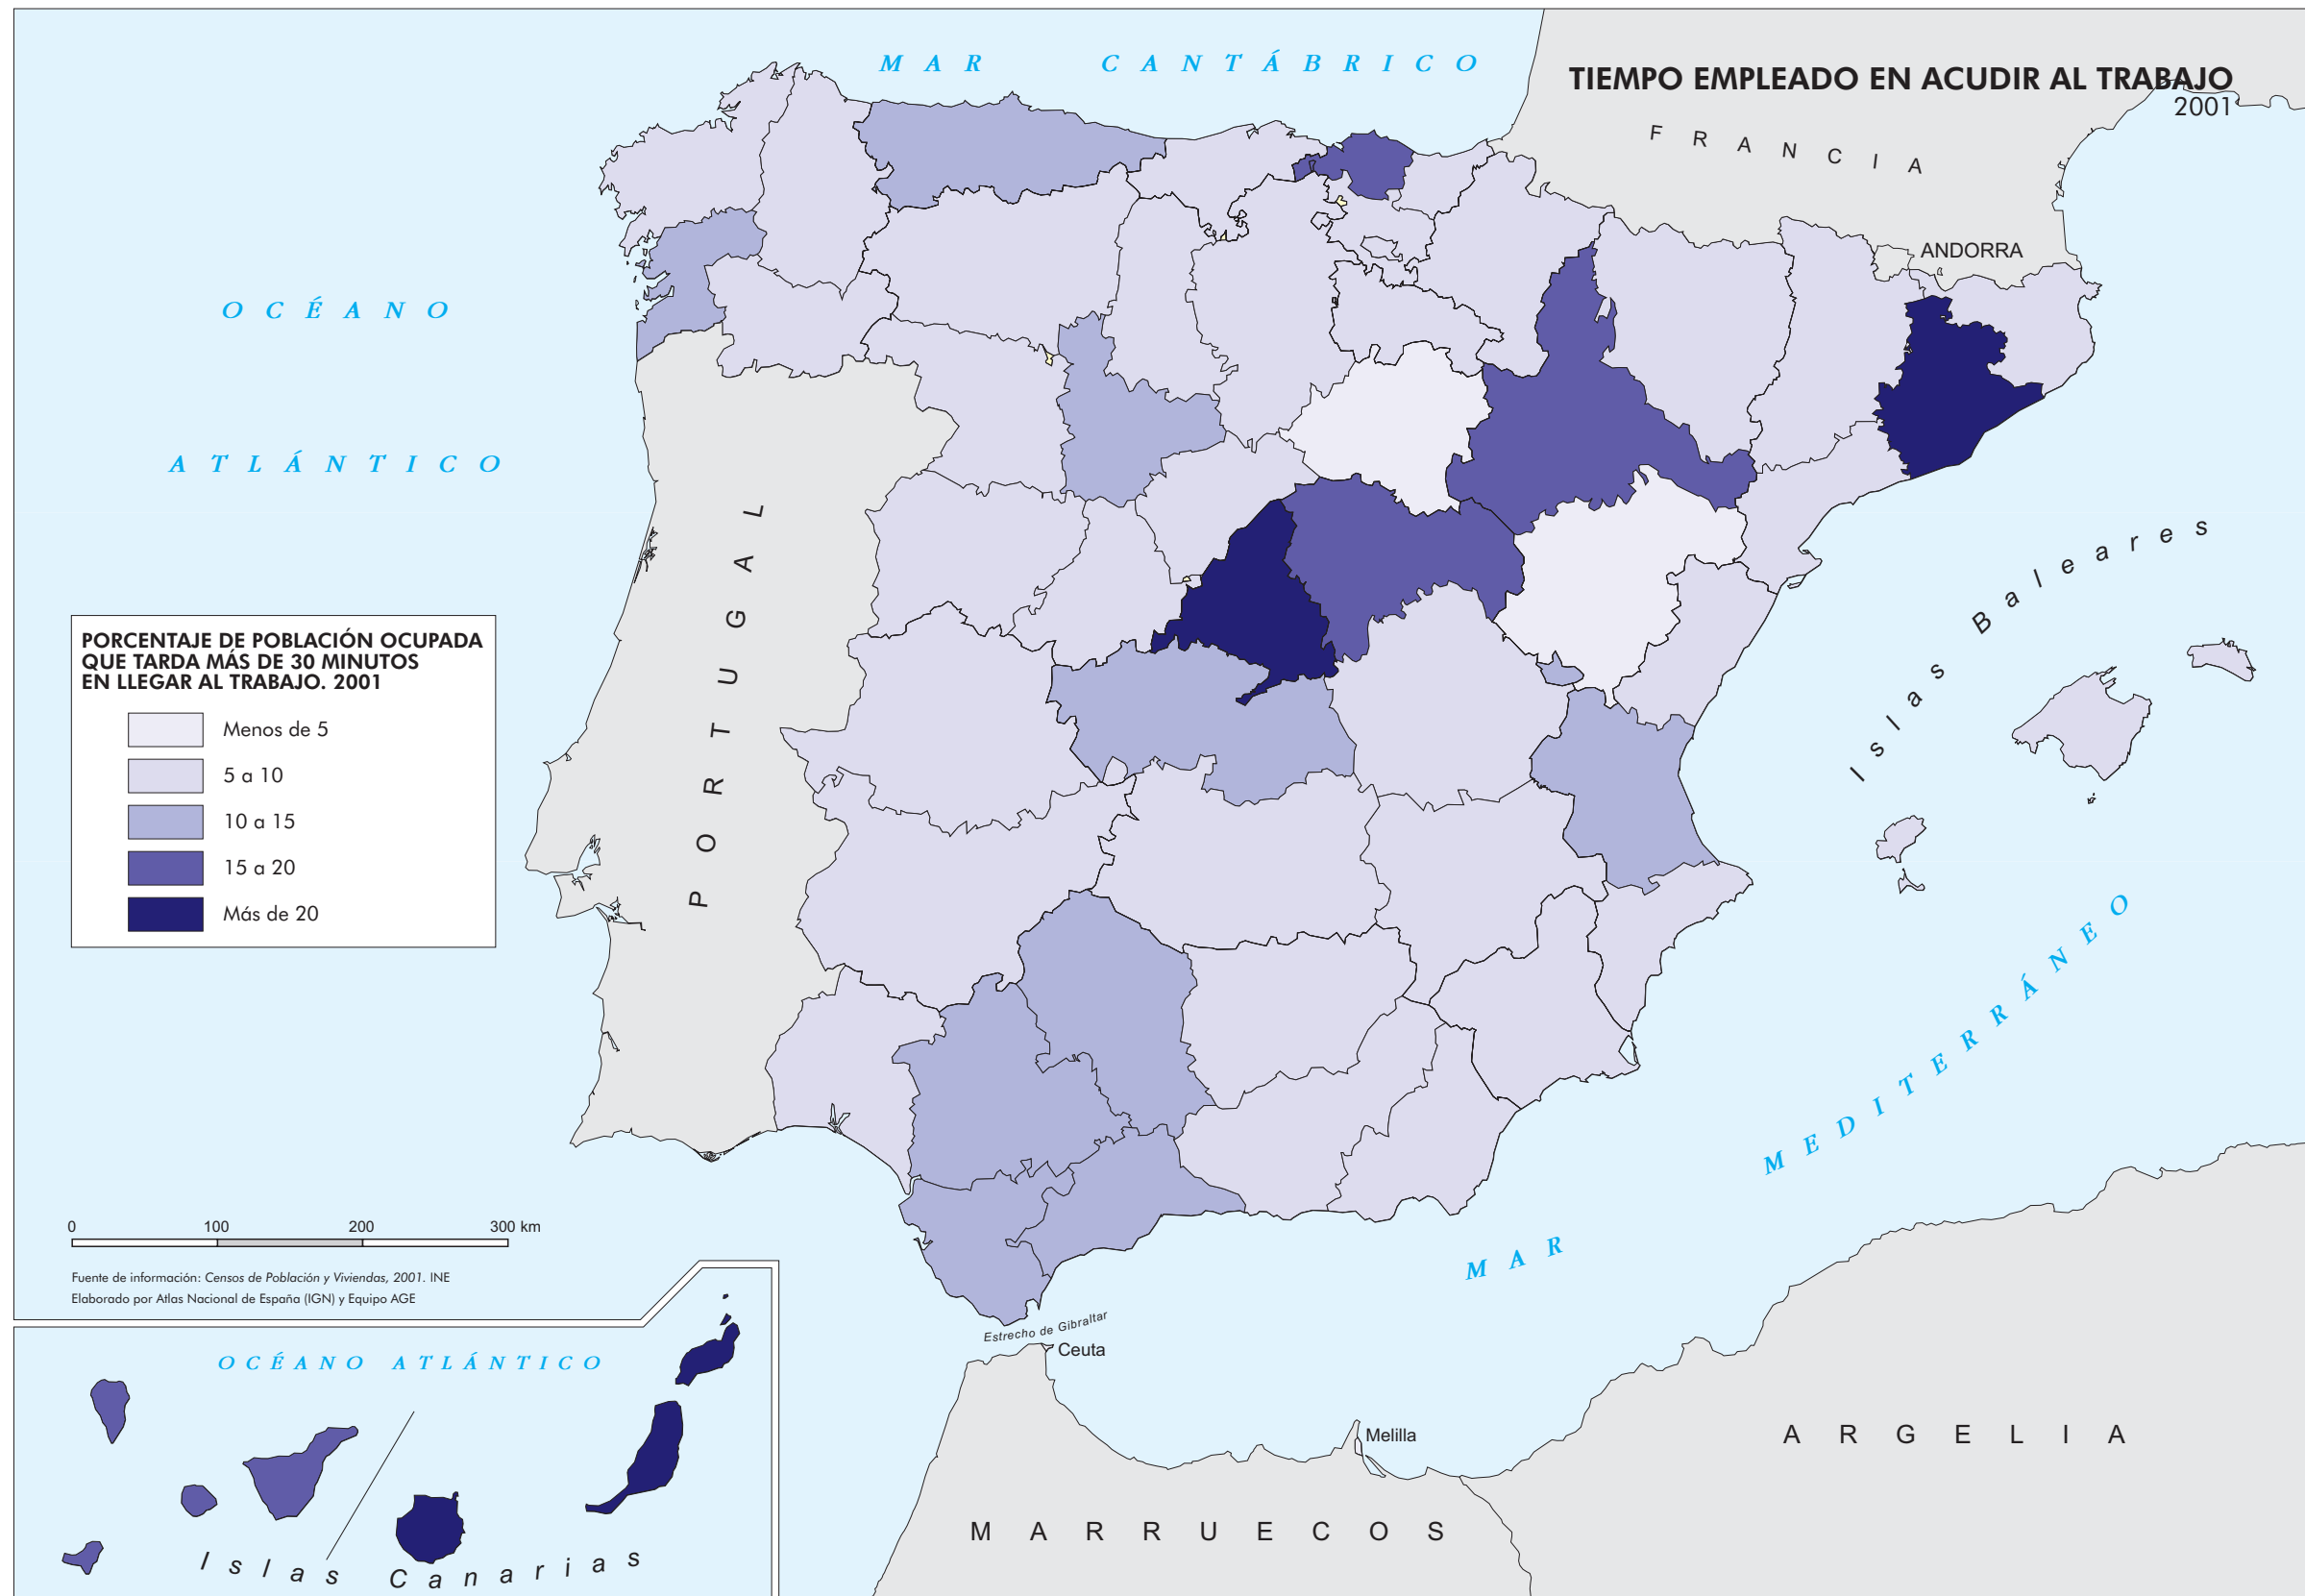 MAR CANTÁBRICO
TIEMPO EMPLEADO EN ACUDIR AL TRABAJO
2001
FRANCIA
ANDORRA
OCÉANO
ATLÁNTICO
PORTUGAL
Islas Baleares
PORCENTAJE DE POBLACIÓN OCUPADA
QUE TARDA MÁS DE 30 MINUTOS
EN LLEGAR AL TRABAJO. 2001
Menos de 5
5 a 10
10 a 15
15 a 20
Más de 20
MAR MEDITERRÁNEO
0 100 200 300 km
Fuente de información: Censos de Población y Viviendas, 2001. INE
Elaborado por Atlas Nacional de España (IGN) y Equipo AGE
Estrecho de Gibraltar
Ceuta
Melilla
OCÉANO ATLÁNTICO
Islas Canarias
MARRUECOS
ARGELIA